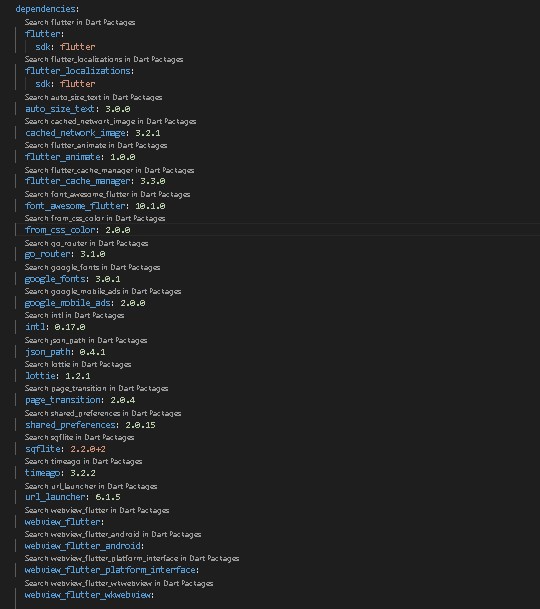 dependencies:
Search flutter in Dart Packages
flutter:
sdk: flutter
Search flutter_localizations in Dart Packages
flutter_localizations:
sdk: flutter
Search auto_size_text in Dart Packages
auto_size_text: 3.0.0
Search cached_network_image in Dart Packages
cached_network_image: 3.2.1
Search flutter_animate in Dart Packages
flutter_animate: 1.0.0
Search flutter_cache_manager in Dart Packages
flutter_cache_manager: 3.3.0
Search font_awesome_flutter in Dart Packages
font_awesome_flutter: 10.1.0
Search from_css_color in Dart Packages
from_css_color: 2.0.0
Search go_router in Dart Packages
go_router: 3.1.0
Search google_fonts in Dart Packages
google_fonts: 3.0.1
Search google_mobile_ads in Dart Packages
google_mobile_ads: 2.0.0
Search intl in Dart Packages
intl: 0.17.0
Search json_path in Dart Packages
json_path: 0.4.1
Search lottie in Dart Packages
lottie: 1.2.1
Search page_transition in Dart Packages
page_transition: 2.0.4
Search shared_preferences in Dart Packages
shared_preferences: 2.0.15
Search sqflite in Dart Packages
sqflite: 2.2.0+2
Search timeago in Dart Packages
timeago: 3.2.2
Search url_launcher in Dart Packages
url_launcher: 6.1.5
Search webview_flutter in Dart Packages
webview_flutter:
Search webview_flutter_android in Dart Packages
webview_flutter_android:
Search webview_flutter_platform_interface in Dart Packages
webview_flutter_platform_interface:
Search webview_flutter_wkwebview in Dart Packages
webview_flutter_wkwebview: